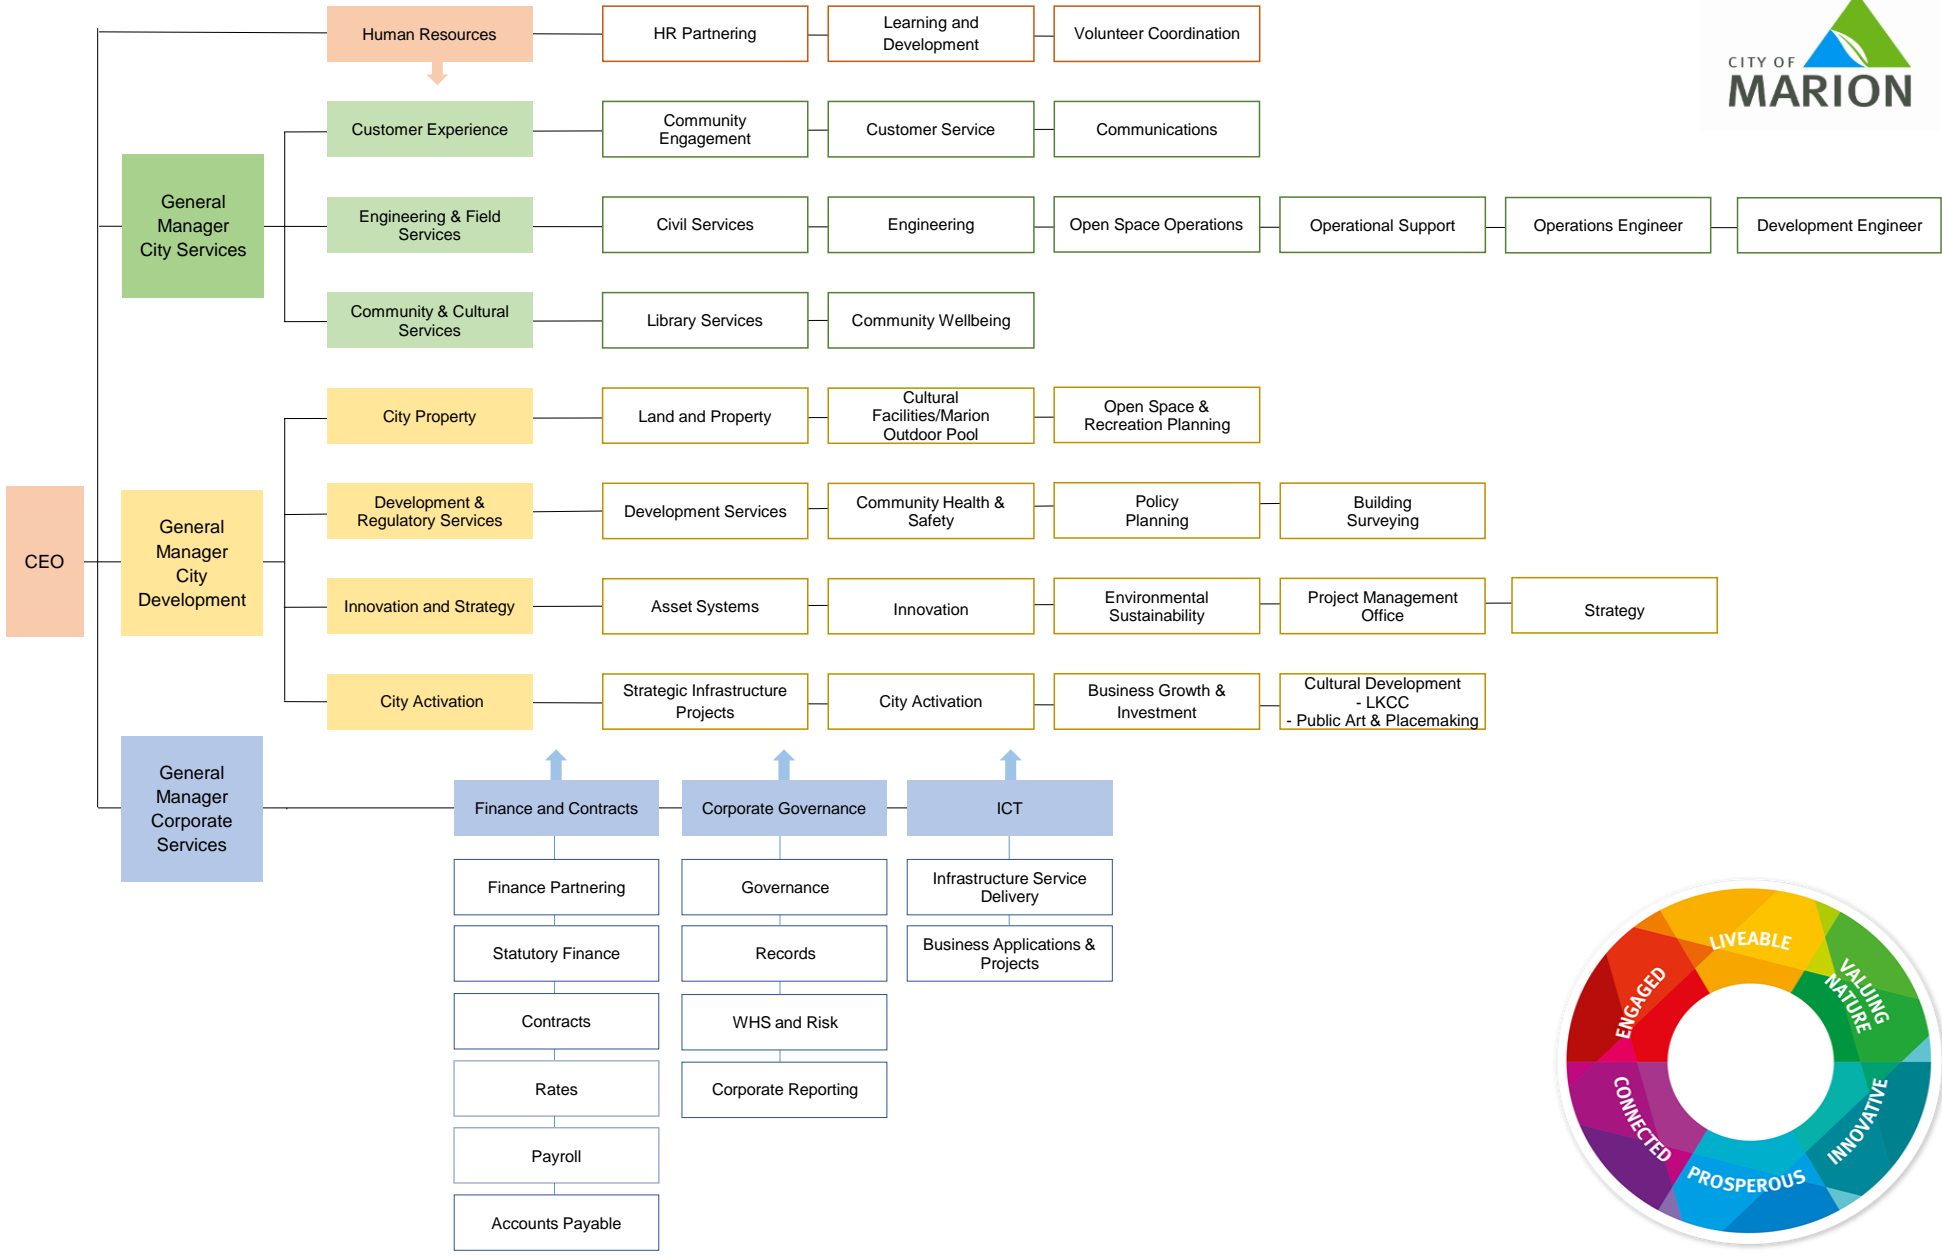 Human Resources
HR Partnering
Learning and
Development
Volunteer Coordination
CITY OF
MARION
Customer Experience
Community
Engagement
Customer Service
Communications
General
Manager
City Services
Engineering & Field
Services
Civil Services
Engineering
Open Space Operations
Operational Support
Operations Engineer
Development Engineer
Community & Cultural
Services
Library Services
Community Wellbeing
City Property
Land and Property
Cultural
Facilities/Marion
Outdoor Pool
Open Space &
Recreation Planning
CEO
General
Manager
City
Development
Development &
Regulatory Services
Development Services
Community Health &
Safety
Policy
Planning
Building
Surveying
Innovation and Strategy
Asset Systems
Innovation
Environmental
Sustainability
Project Management
Office
Strategy
City Activation
Strategic Infrastructure
Projects
City Activation
Business Growth &
Investment
Cultural Development
- LKCC
- Public Art & Placemaking
General
Manager
Corporate
Services
Finance and Contracts
Corporate Governance
ICT
Finance Partnering
Governance
Infrastructure Service
Delivery
Statutory Finance
Records
Business Applications &
Projects
Contracts
WHS and Risk
Rates
Corporate Reporting
Payroll
Accounts Payable
LIVEABLE
VALUING
NATURE
INNOVATIVE
PROSPEROUS
CONNECTED
ENGAGED